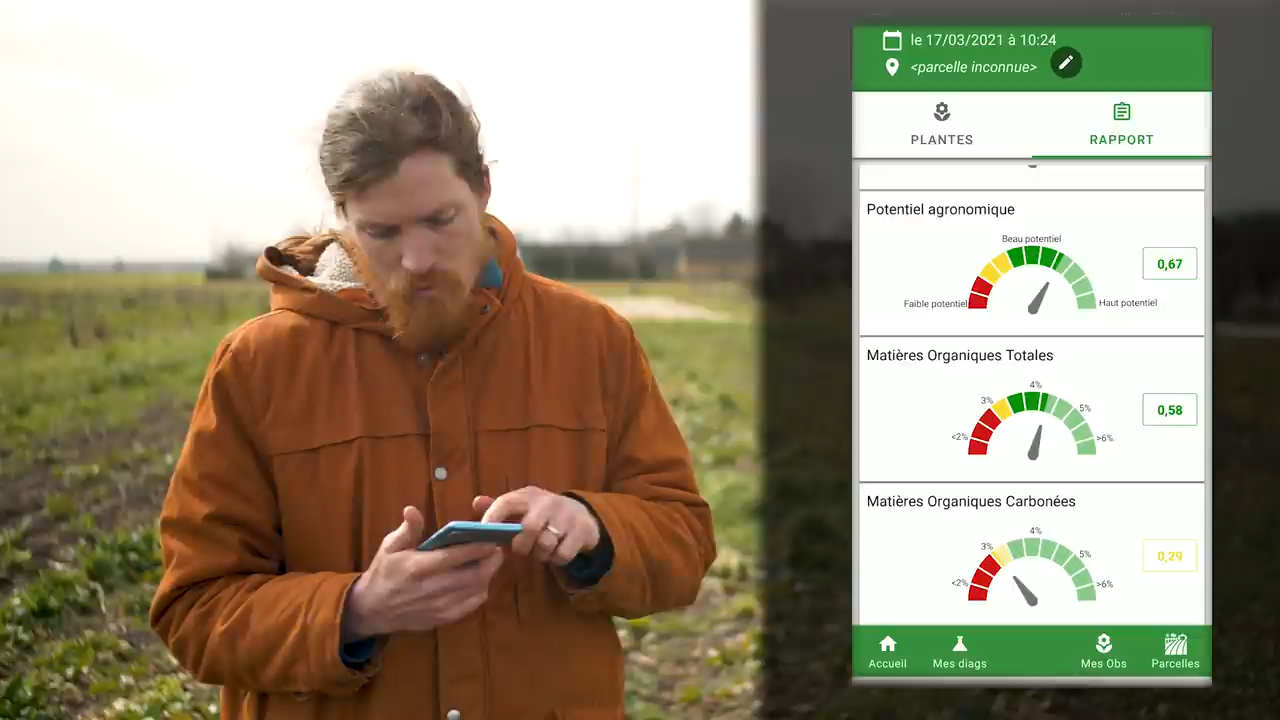 le 17/03/2021 à 10:24
<parcelle inconnue>
PLANTES
RAPPORT
Potentiel agronomique
Beau potentiel
0,67
Faible potentiel
Haut potentiel
Matières Organiques Totales
4%
3%
5%
0,58
<2%
>6%
Matières Organiques Carbonées
4%
3%
5%
0,29
<2%
>6%
Accueil
Mes diags
Mes Obs
Parcelles